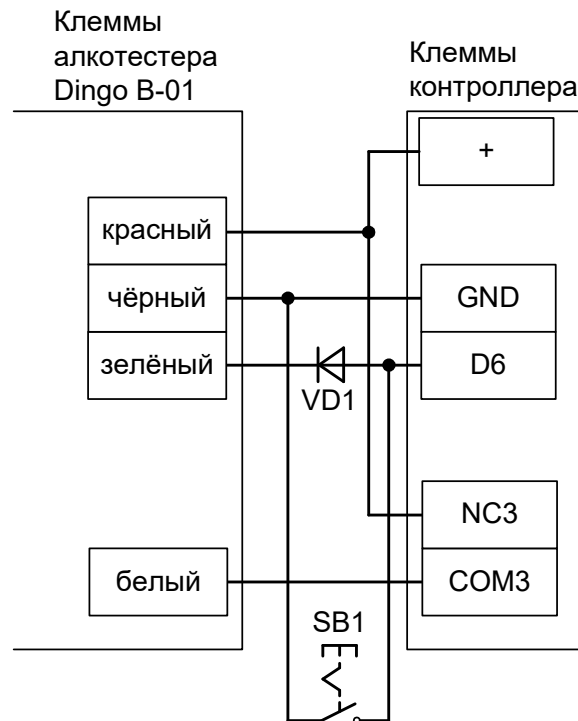 Клеммы
алкотестера
Dingo B-01
Клеммы
контроллера
+
красный
чёрный
GND
зелёный
D6
VD1
NC3
белый
COM3
SB1